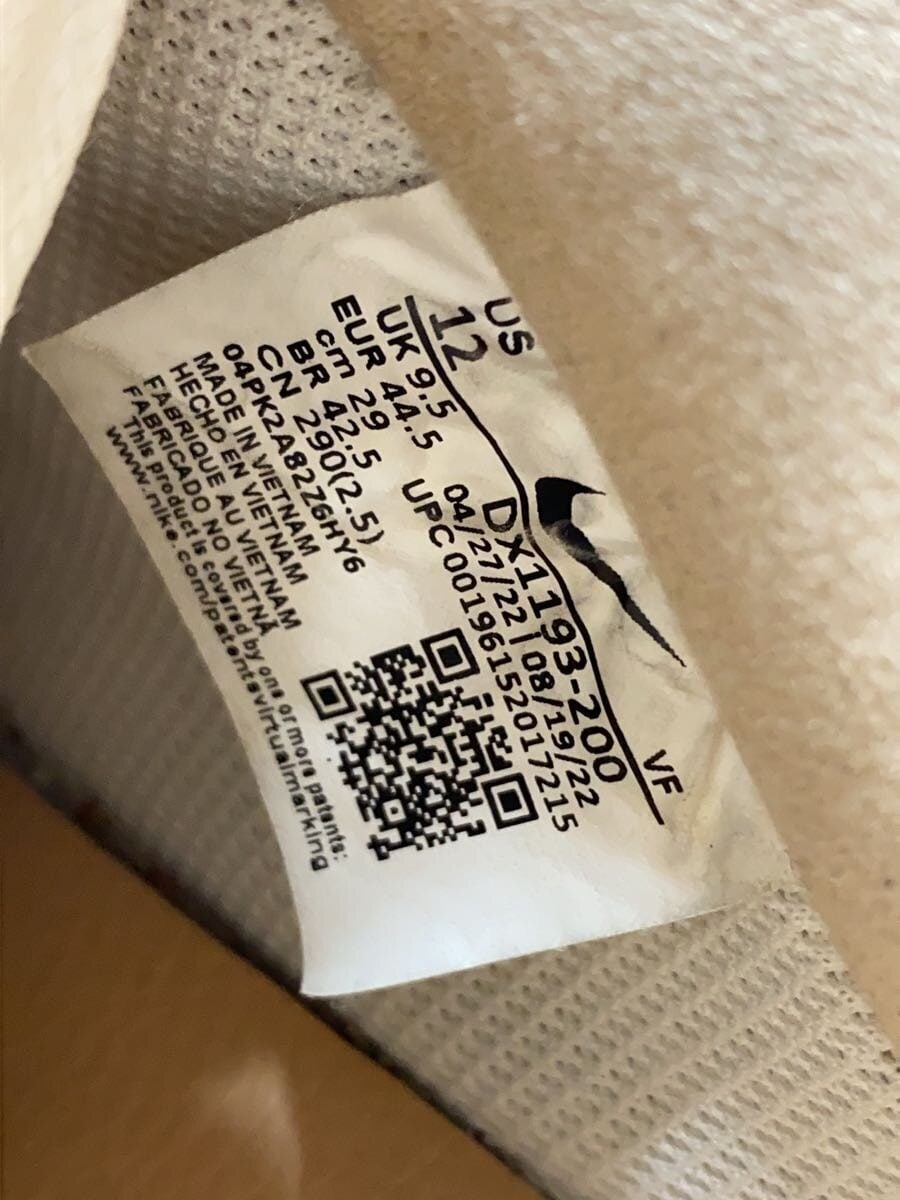 US
12
VF
UK 9.5
EUR 44.5
cm 29
BR 42.5
CN 290(2.5)
04PK2A82Z6HY6
MADE IN VIETNAM
HECHO EN VIETNAM
FABRIQUE AU VIETNAM
FABRICADO NO VIETNÃ
This product is covered by one or more patents:
www.nike.com/patentsvirtualmarking
DX1193-200
04/27/22 | 08/19/22
UPC 00196152017215